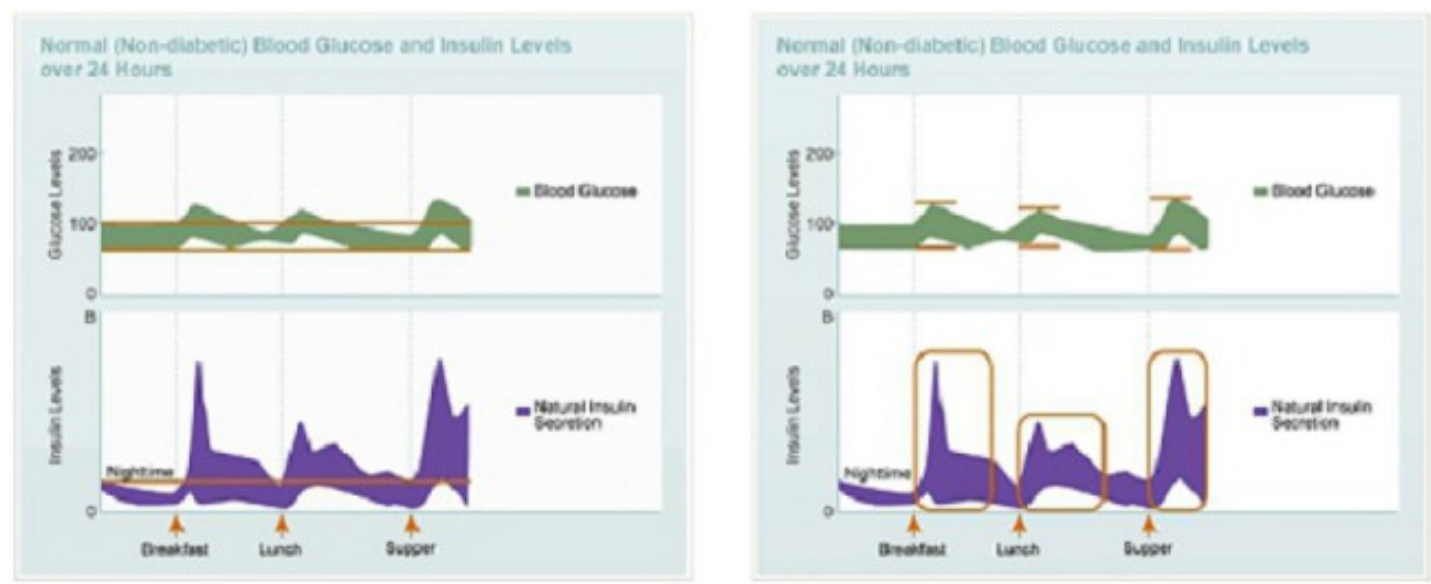 Normal (Non-diabetic) Blood Glucose and Insulin Levels
over 24 Hours
Glucose Levels
200
100
0
Blood Glucose
B
Insulin Levels
Natural Insulin
Secretion
Nighttime
0
Breakfast
Lunch
Supper
Normal (Non-diabetic) Blood Glucose and Insulin Levels
over 24 Hours
Glucose Levels
200
100
0
Blood Glucose
B
Insulin Levels
Natural Insulin
Secretion
Nighttime
0
Breakfast
Lunch
Supper